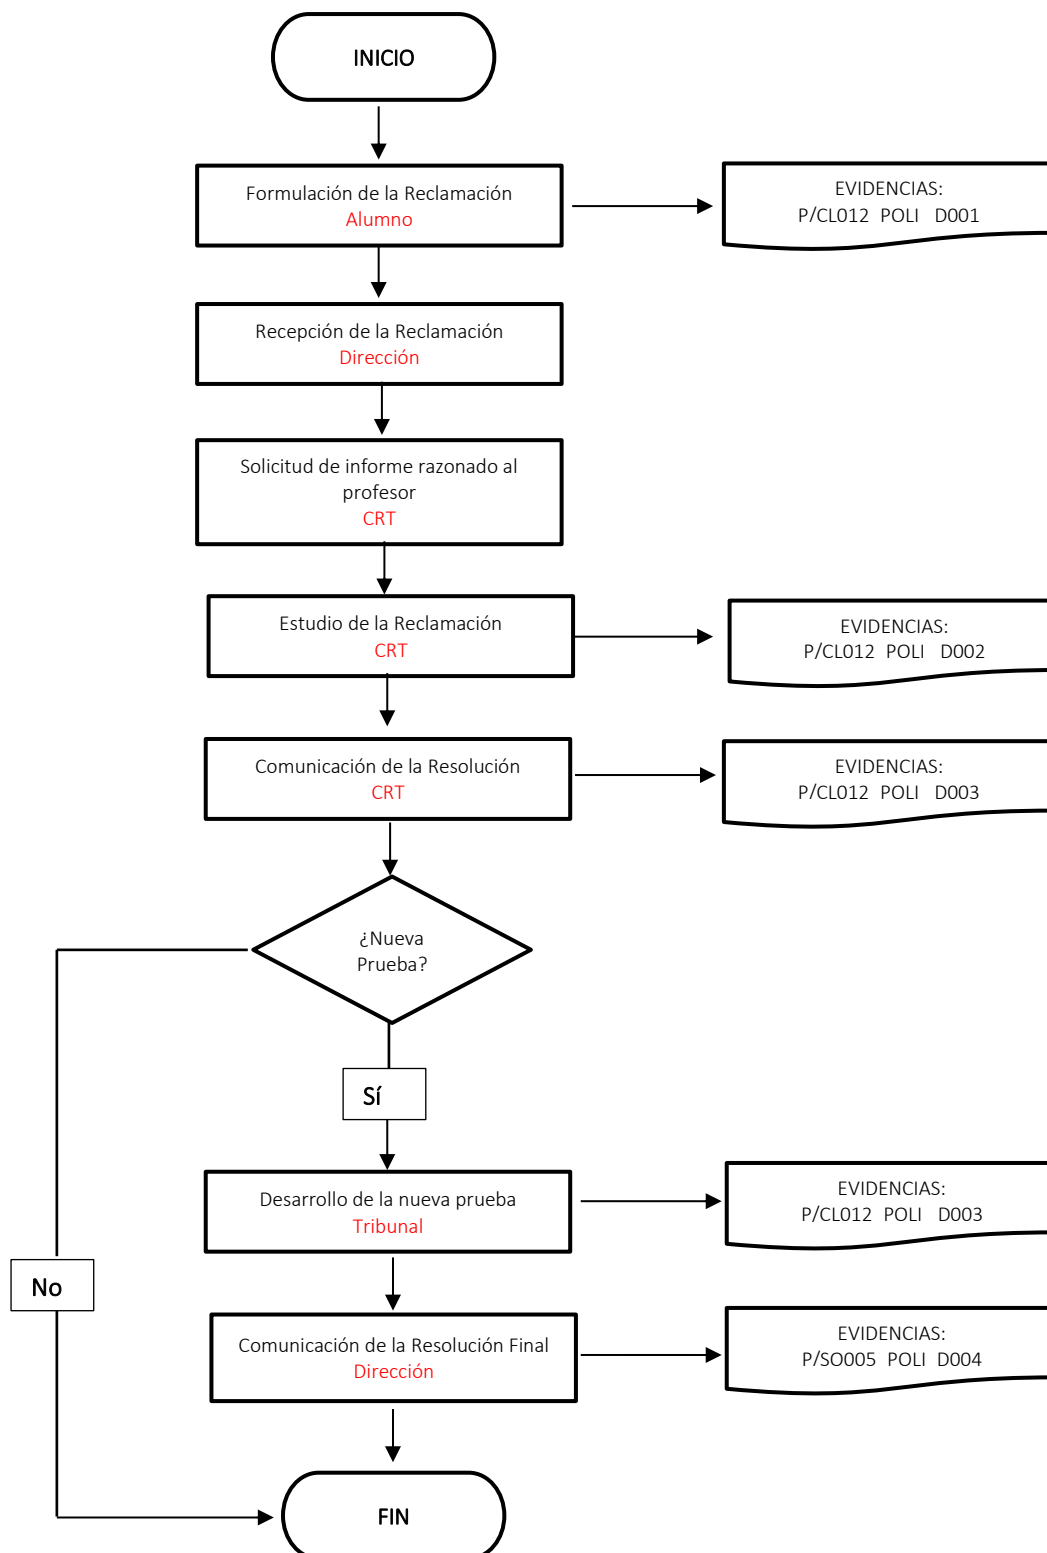 INICIO
Formulación de la Reclamación
Alumno
EVIDENCIAS:
P/CL012 POLI D001
Recepción de la Reclamación
Dirección
Solicitud de informe razonado al
profesor
CRT
Estudio de la Reclamación
CRT
EVIDENCIAS:
P/CL012 POLI D002
Comunicación de la Resolución
CRT
EVIDENCIAS:
P/CL012 POLI D003
¿Nueva
Prueba?
Sí
Desarrollo de la nueva prueba
Tribunal
EVIDENCIAS:
P/CL012 POLI D003
No
Comunicación de la Resolución Final
Dirección
EVIDENCIAS:
P/SO005 POLI D004
FIN